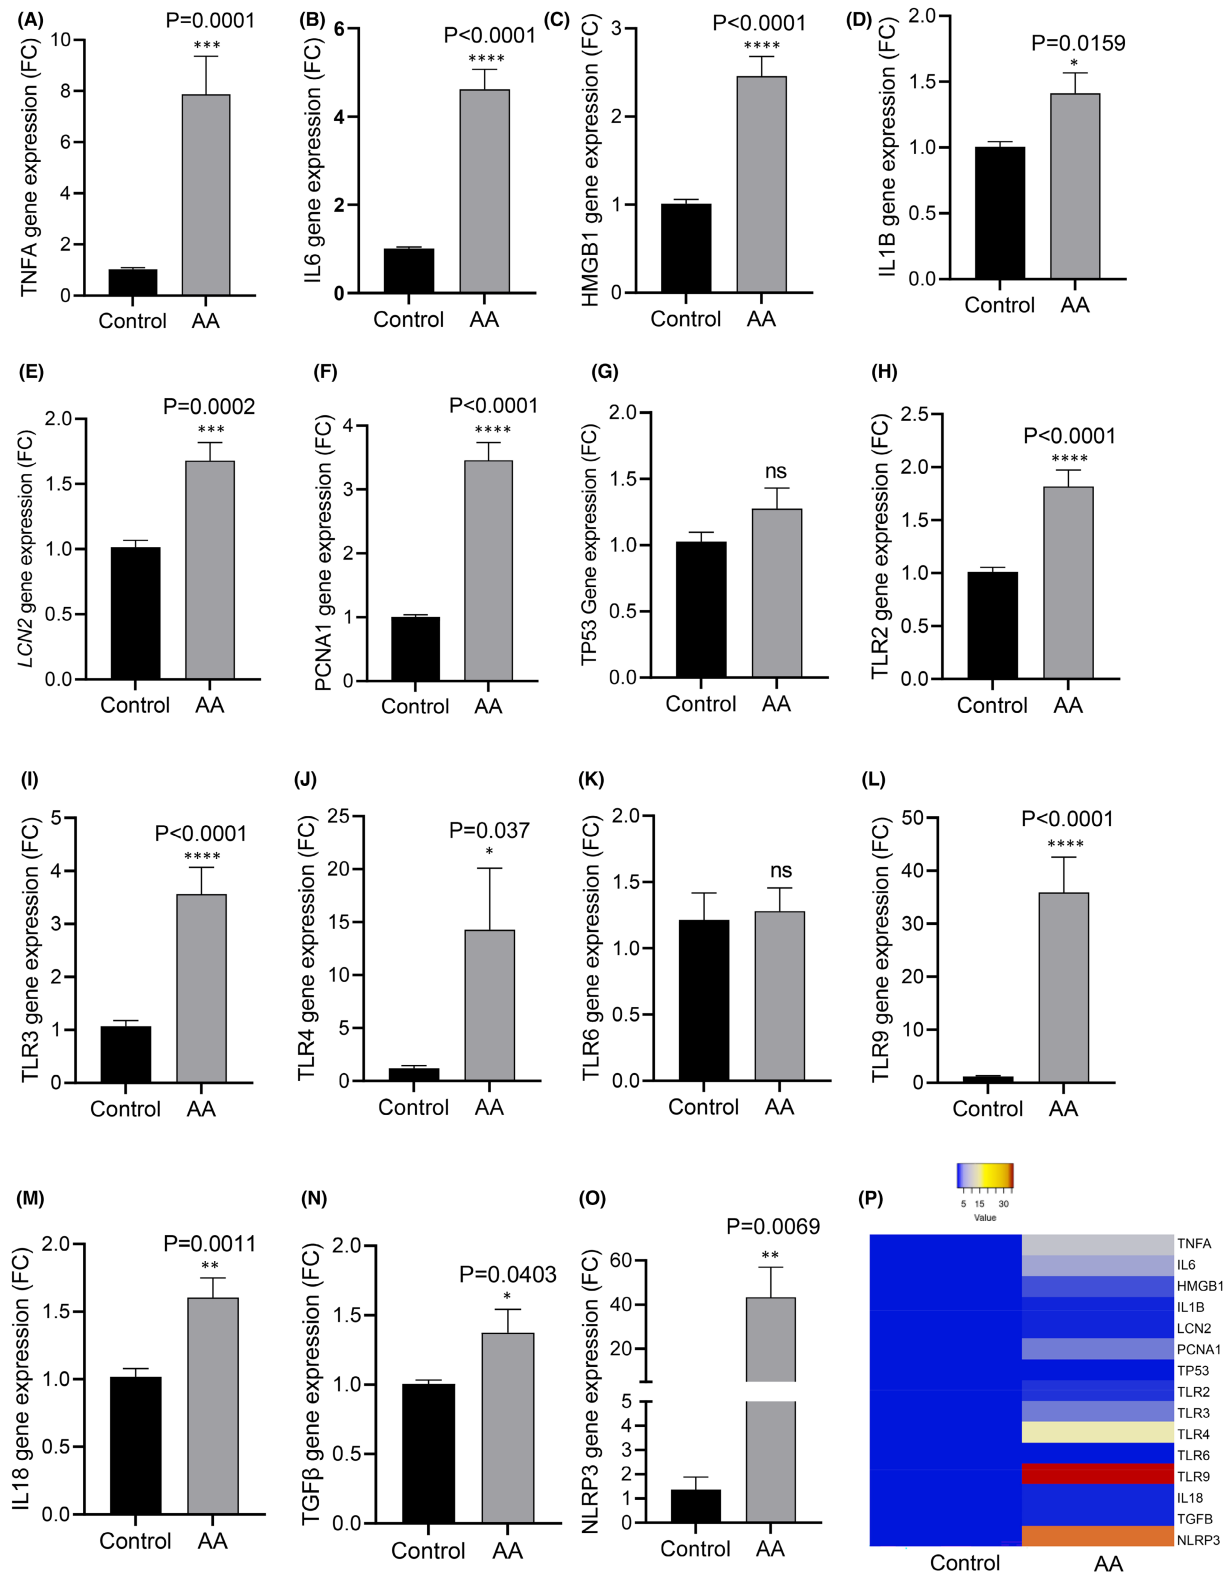 (A)
P=0.0001
***
TNFA gene expression (FC)
10
8
6
4
2
0
Control AA
(B)
P<0.0001
****
IL6 gene expression (FC)
6
4
2
0
Control AA
(C)
P<0.0001
****
HMGB1 gene expression (FC)
3
2
1
0
Control AA
(D)
P=0.0159
*
IL1B gene expression (FC)
2.0
1.5
1.0
0.5
0.0
Control AA
(E)
P=0.0002
***
LCN2 gene expression (FC)
2.0
1.5
1.0
0.5
0.0
Control AA
(F)
P<0.0001
****
PCNA1 gene expression (FC)
4
3
2
1
0
Control AA
(G)
ns
TP53 Gene expression (FC)
2.0
1.5
1.0
0.5
0.0
Control AA
(H)
P<0.0001
****
TLR2 gene expression (FC)
2.5
2.0
1.5
1.0
0.5
0.0
Control AA
(I)
P<0.0001
****
TLR3 gene expression (FC)
5
4
3
2
1
0
Control AA
(J)
P=0.037
*
TLR4 gene expression (FC)
25
20
15
10
5
0
Control AA
(K)
ns
TLR6 gene expression (FC)
2.0
1.5
1.0
0.5
0.0
Control AA
(L)
P<0.0001
****
TLR9 gene expression (FC)
50
40
30
20
10
0
Control AA
(M)
P=0.0011
**
IL18 gene expression (FC)
2.0
1.5
1.0
0.5
0.0
Control AA
(N)
P=0.0403
*
TGFβ gene expression (FC)
2.0
1.5
1.0
0.5
0.0
Control AA
(O)
P=0.0069
**
NLRP3 gene expression (FC)
60
40
20
5
4
3
2
1
0
Control AA
(P)
5 15 30
Value
TNFA
IL6
HMGB1
IL1B
LCN2
PCNA1
TP53
TLR2
TLR3
TLR4
TLR6
TLR9
IL18
TGFB
NLRP3
Control AA